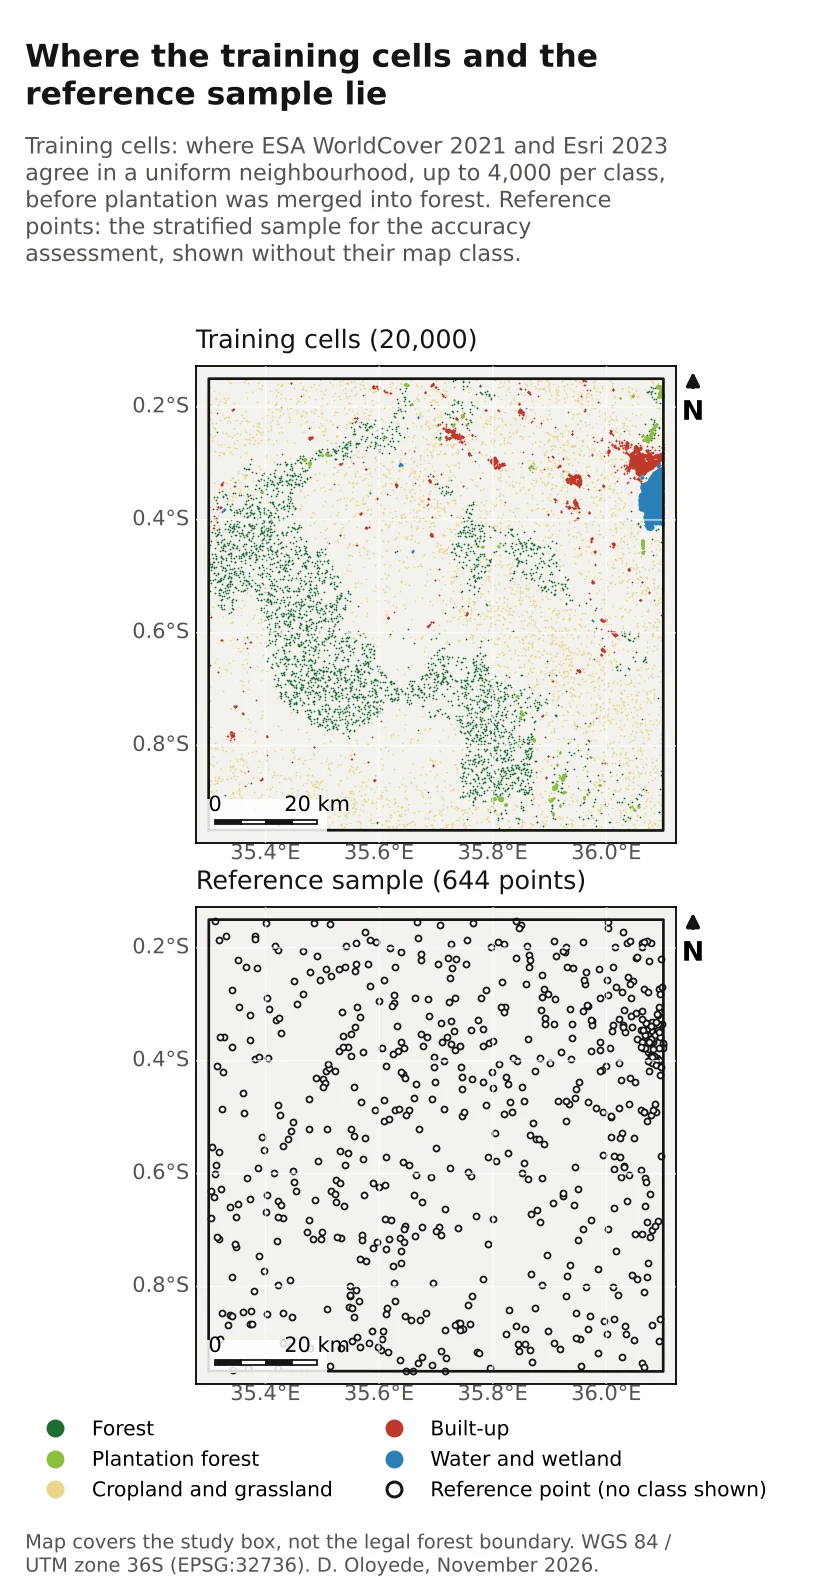 Where the training cells and the
reference sample lie
Training cells: where ESA WorldCover 2021 and Esri 2023
agree in a uniform neighbourhood, up to 4,000 per class,
before plantation was merged into forest. Reference
points: the stratified sample for the accuracy
assessment, shown without their map class.
Training cells (20,000)
N
0.2°S
0.4°S
0.6°S
0.8°S
0 20 km
35.4°E 35.6°E 35.8°E 36.0°E
Reference sample (644 points)
N
0.2°S
0.4°S
0.6°S
0.8°S
0 20 km
35.4°E 35.6°E 35.8°E 36.0°E
Forest
Plantation forest
Cropland and grassland
Built-up
Water and wetland
Reference point (no class shown)
Map covers the study box, not the legal forest boundary. WGS 84 /
UTM zone 36S (EPSG:32736). D. Oloyede, November 2026.